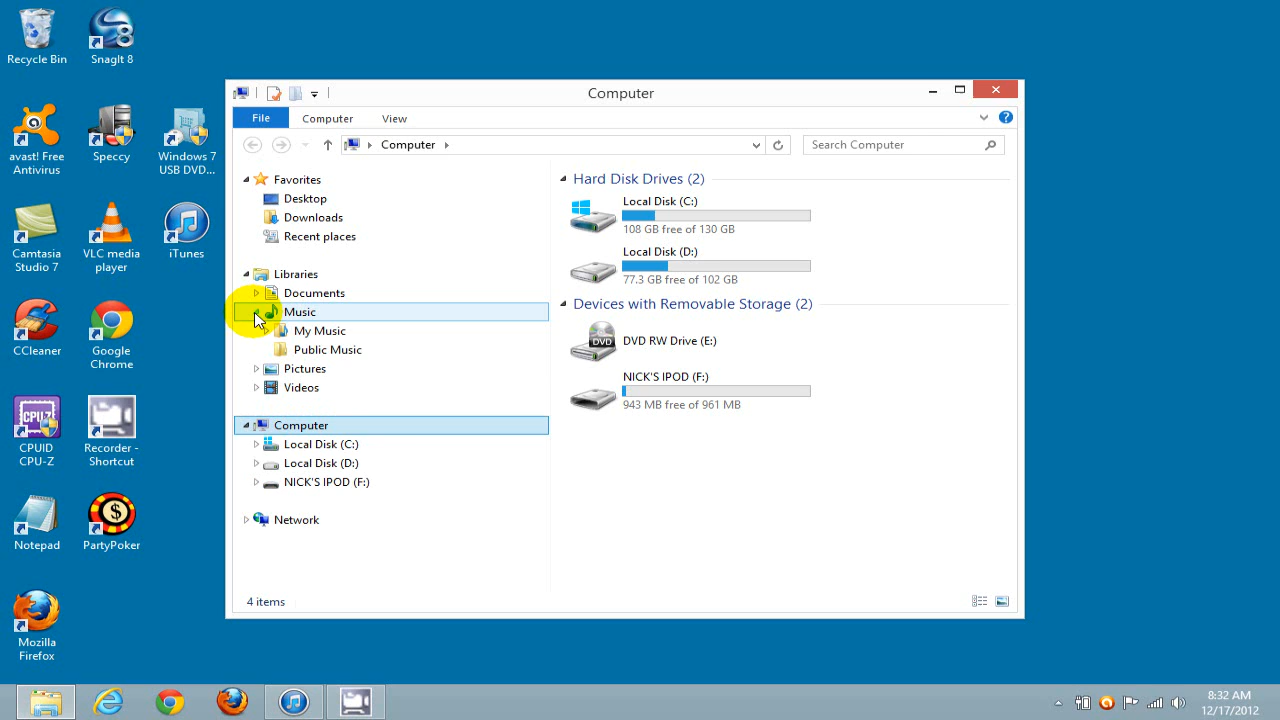 Recycle Bin
SnagIt 8
avast! Free
Antivirus
Speccy
Windows 7
USB DVD...
Camtasia
Studio 7
VLC media
player
iTunes
CCleaner
Google
Chrome
CPUID
CPU-Z
Recorder -
Shortcut
Notepad
PartyPoker
Mozilla
Firefox
Computer
File
Computer
View
Computer
Search Computer
Favorites
Desktop
Downloads
Recent places
Libraries
Documents
Music
My Music
Public Music
Pictures
Videos
Computer
Local Disk (C:)
Local Disk (D:)
NICK'S IPOD (F:)
Network
Hard Disk Drives (2)
Local Disk (C:)
108 GB free of 130 GB
Local Disk (D:)
77.3 GB free of 102 GB
Devices with Removable Storage (2)
DVD
DVD RW Drive (E:)
NICK'S IPOD (F:)
943 MB free of 961 MB
4 items
8:32 AM
12/17/2012